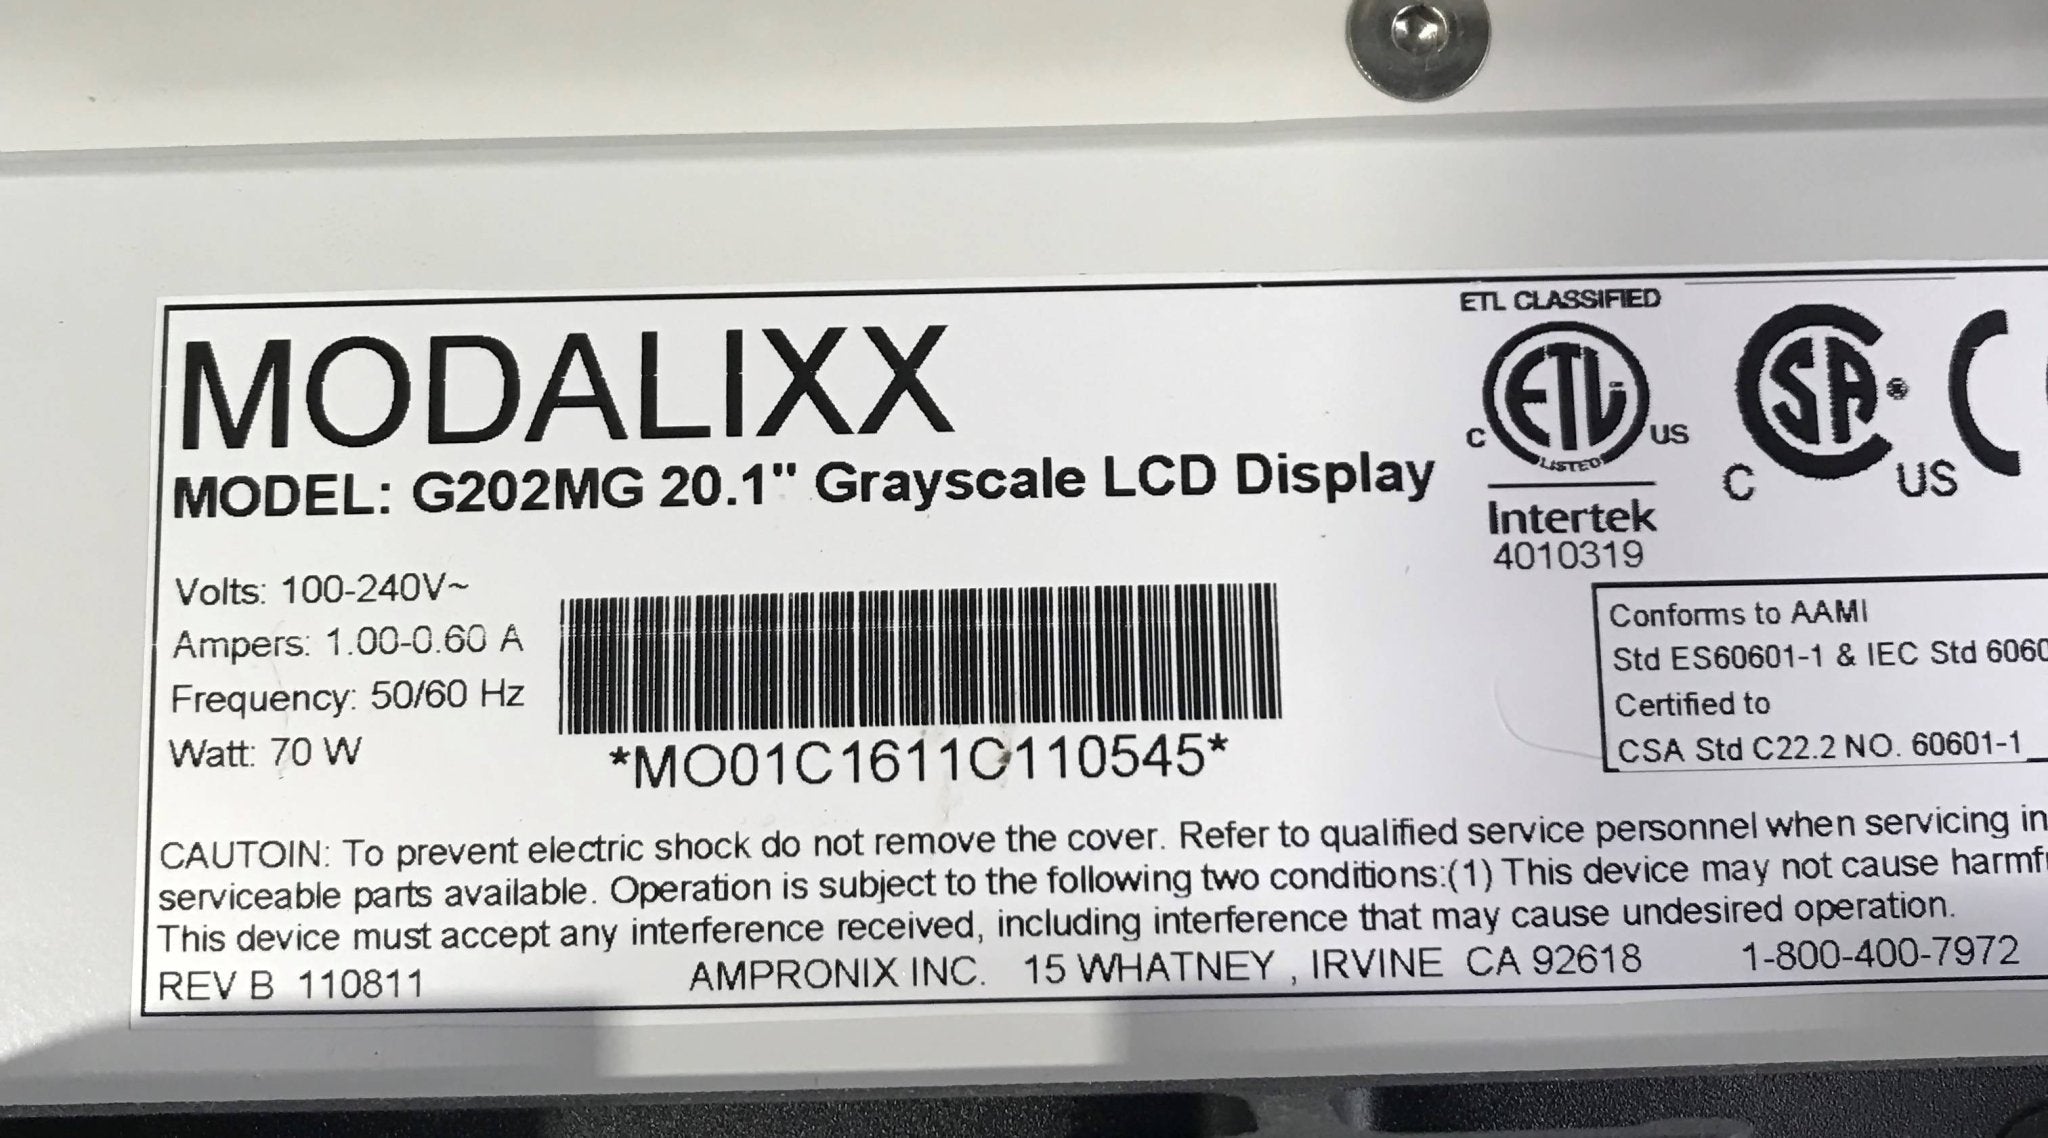 MODALIXX
MODEL: G202MG 20.1" Grayscale LCD Display
Volts: 100-240V~
Ampers: 1.00-0.60 A
Frequency: 50/60 Hz
Watt: 70 W
*MO01C1611C110545*
ETL CLASSIFIED
ETL
C US
LISTED
Intertek
4010319
CSA®
C US
Conforms to AAMI
Std ES60601-1 & IEC Std
Certified to
CSA Std C22.2 NO. 60601-1
CAUTOIN: To prevent electric shock do not remove the cover. Refer to qualified service personnel when servicing
serviceable parts available. Operation is subject to the following two conditions:(1) This device may not cause
This device must accept any interference received, including interference that may cause undesired operation.
REV B 110811 AMPRONIX INC. 15 WHATNEY , IRVINE CA 92618 1-800-400-7972